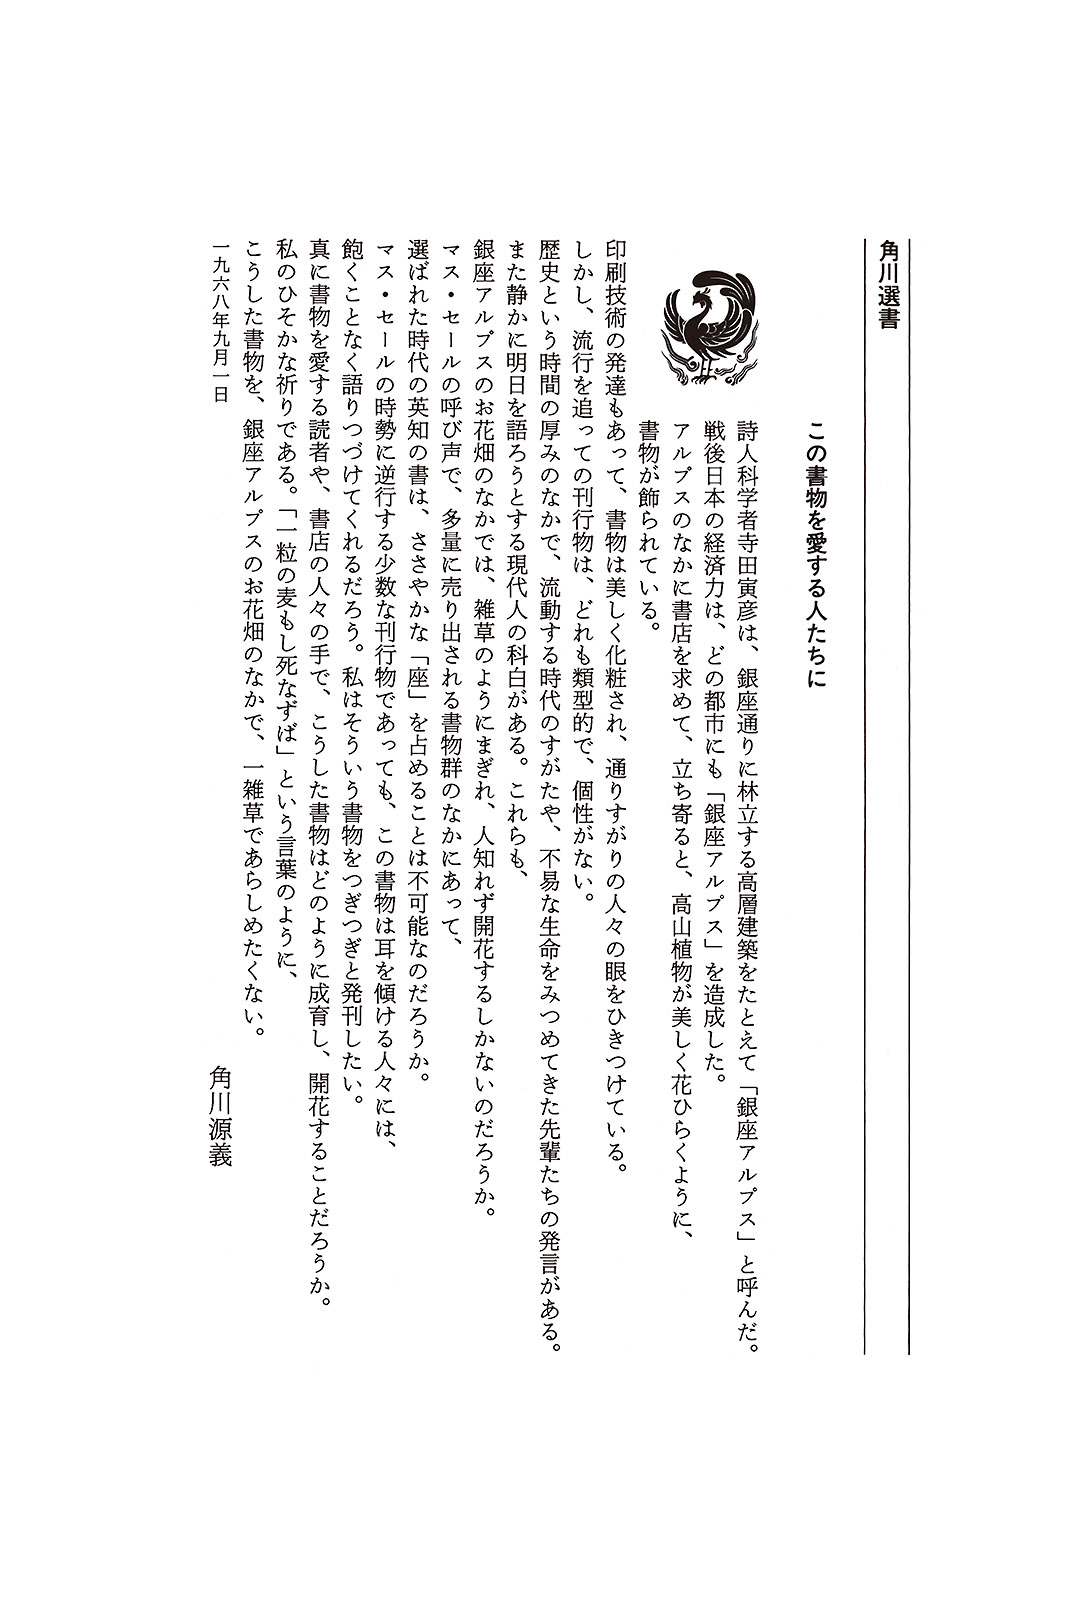 角川選書
この書物を愛する人たちに
詩人科学者寺田寅彦は、銀座通りに林立する高層建築をたとえて「銀座アルプス」と呼んだ。
戦後日本の経済力は、どの都市にも「銀座アルプス」を造成した。
アルプスのなかに書店を求めて、立ち寄ると、高山植物が美しく花ひらくように、
書物が飾られている。
印刷技術の発達もあって、書物は美しく化粧され、通りすがりの人々の眼をひきつけている。
しかし、流行を追っての刊行物は、どれも類型的で、個性がない。
歴史という時間の厚みのなかで、流動する時代のすがたや、不易な生命をみつめてきた先輩たちの発言がある。
また静かに明日を語ろうとする現代人の科白がある。これらも、
銀座アルプスのお花畑のなかでは、雑草のようにまぎれ、人知れず開花するしかないのだろうか。
マス・セールの呼び声で、多量に売り出される書物群のなかにあって、
選ばれた時代の英知の書は、ささやかな「座」を占めることは不可能なのだろうか。
マス・セールの時勢に逆行する少数な刊行物であっても、この書物は耳を傾ける人々には、
飽くことなく語りつづけてくれるだろう。私はそういう書物をつぎつぎと発刊したい。
真に書物を愛する読者や、書店の人々の手で、こうした書物はどのように成育し、開花することだろうか。
私のひそかな祈りである。「一粒の麦もし死なずば」という言葉のように、
こうした書物を、銀座アルプスのお花畑のなかで、一雑草であらしめたくない。
一九六八年九月一日
角川源義